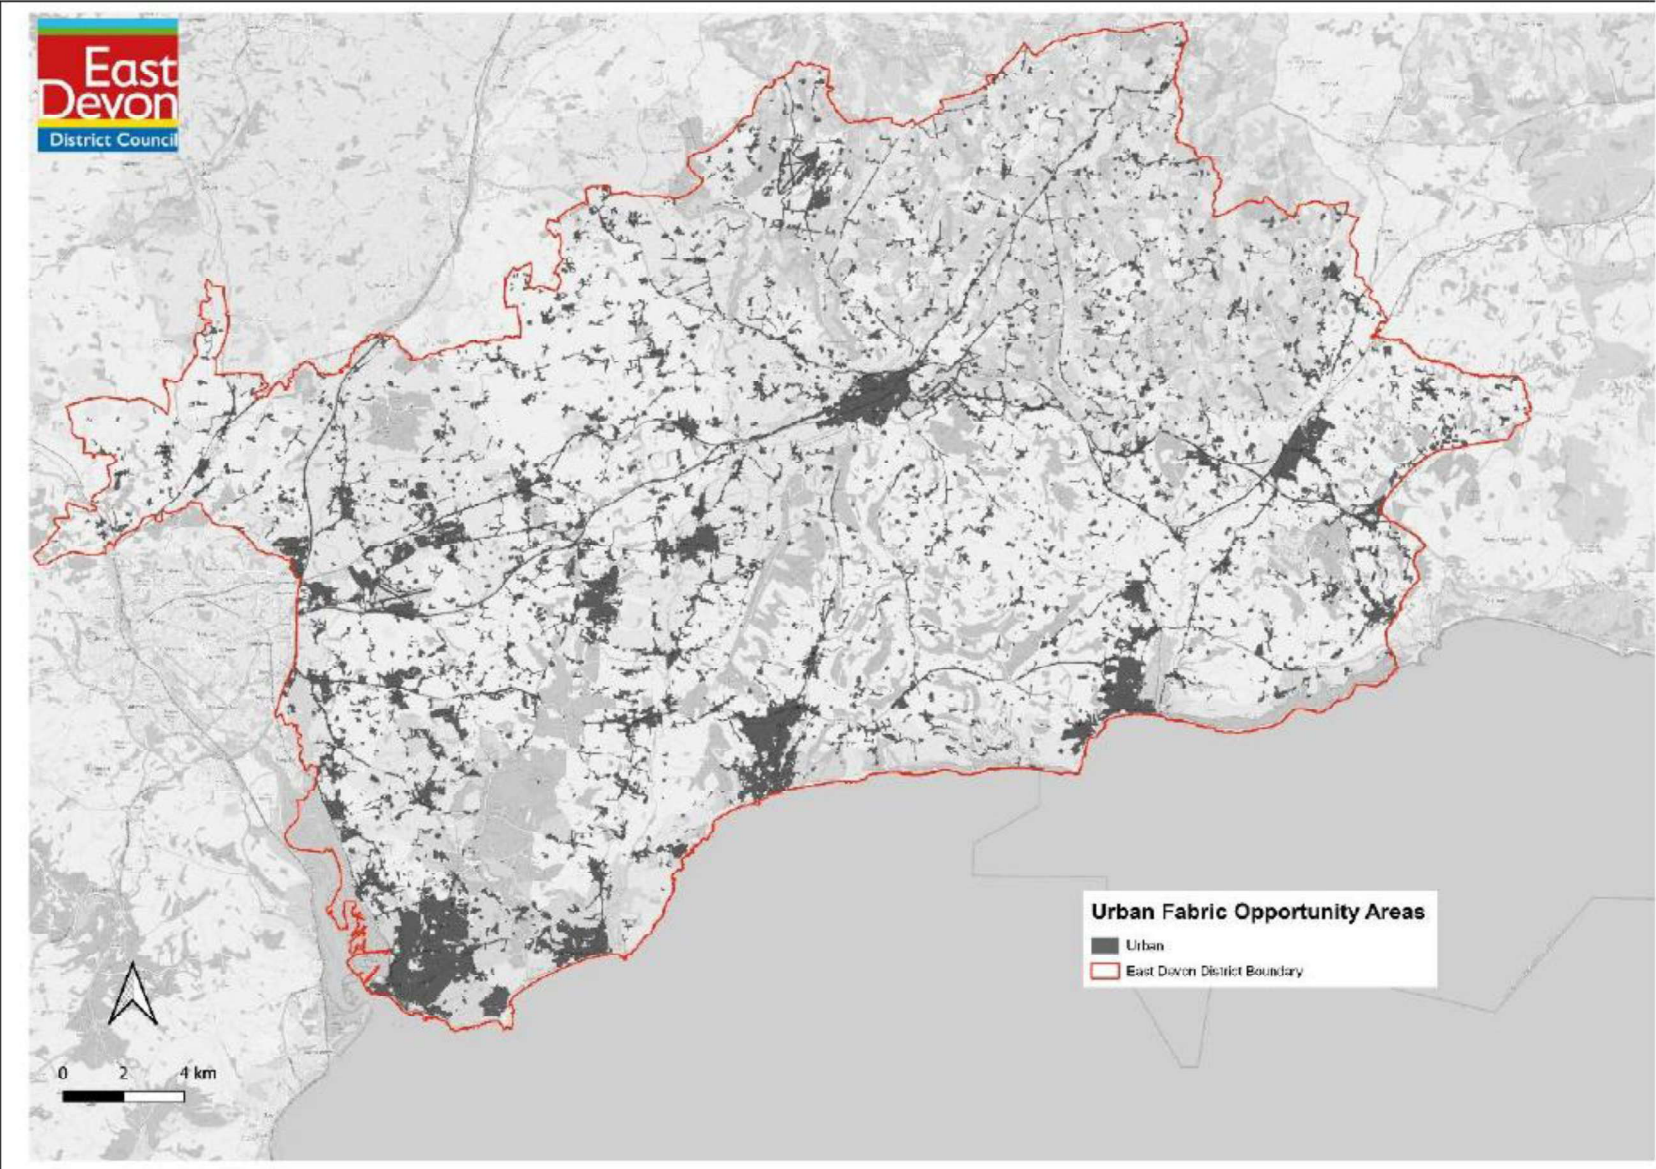 East
Devon
District Council
Urban Fabric Opportunity Areas
Urban
East Devon District Boundary
0 2 4 km